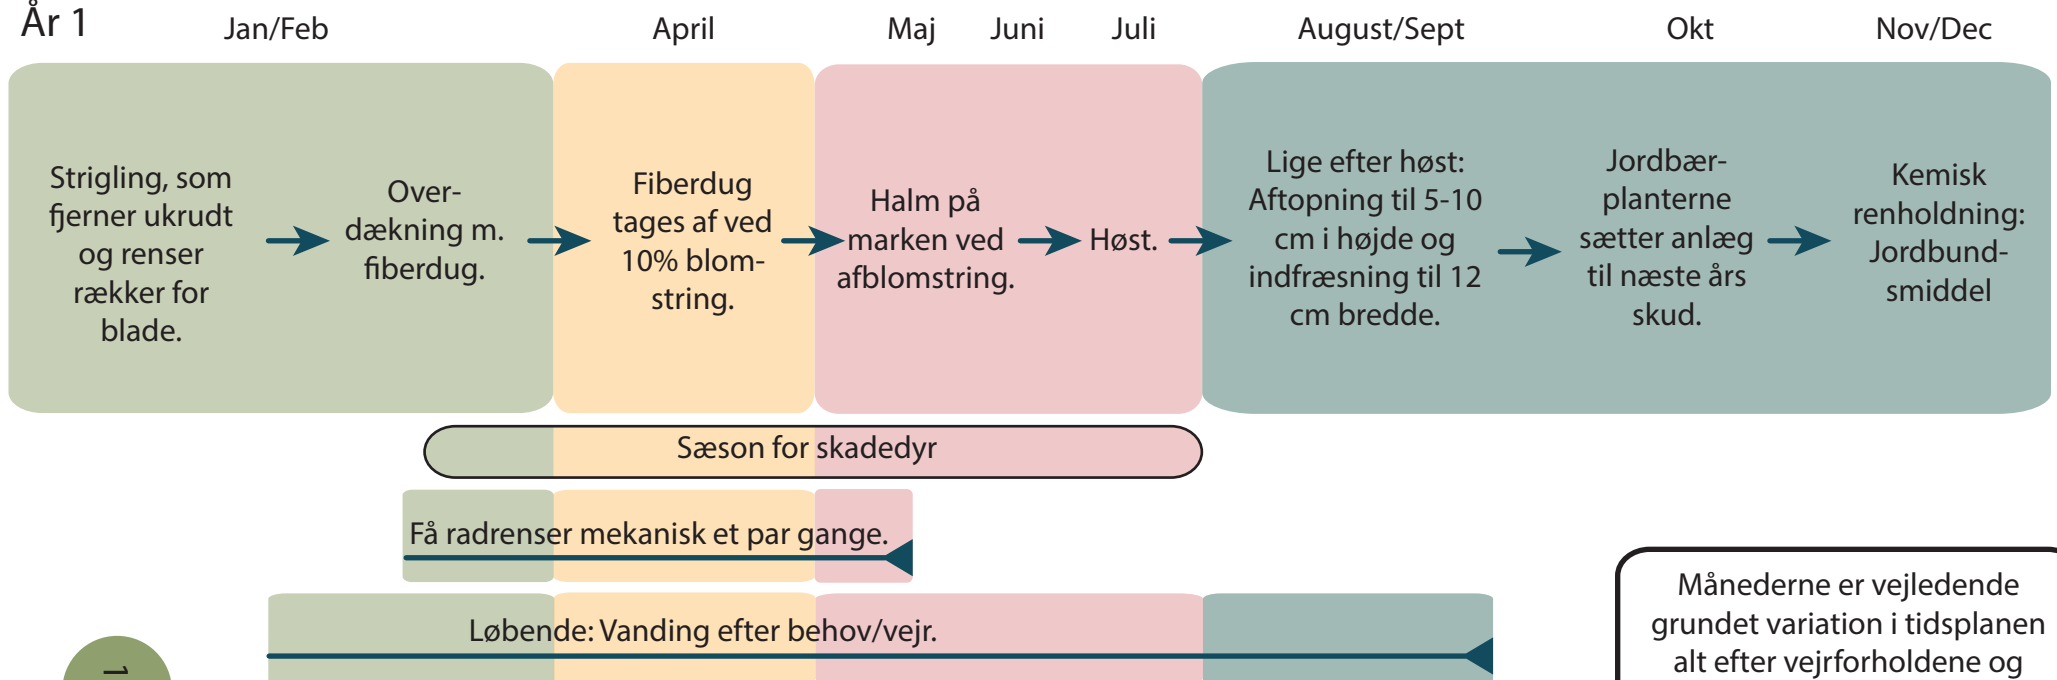 År 1
Jan/Feb
April
Maj
Juni
Juli
August/Sept
Okt
Nov/Dec
Strigling, som
fjerner ukrudt
og renser
rækker for
blade.
Over-
dækning m.
fiberdug.
Fiberdug
tages af ved
10% blom-
string.
Halm på
marken ved
afblomstring.
Høst.
Lige efter høst:
Aftopning til 5-10
cm i højde og
indfræsning til 12
cm bredde.
Jordbær-
planterne
sætter anlæg
til næste års
skud.
Kemisk
renholdning:
Jordbund-
smiddel
Sæson for skadedyr
Få radrenser mekanisk et par gange.
Løbende: Vanding efter behov/vejr.
Månederne er vejledende
grundet variation i tidsplanen
alt efter vejrforholdene og
1